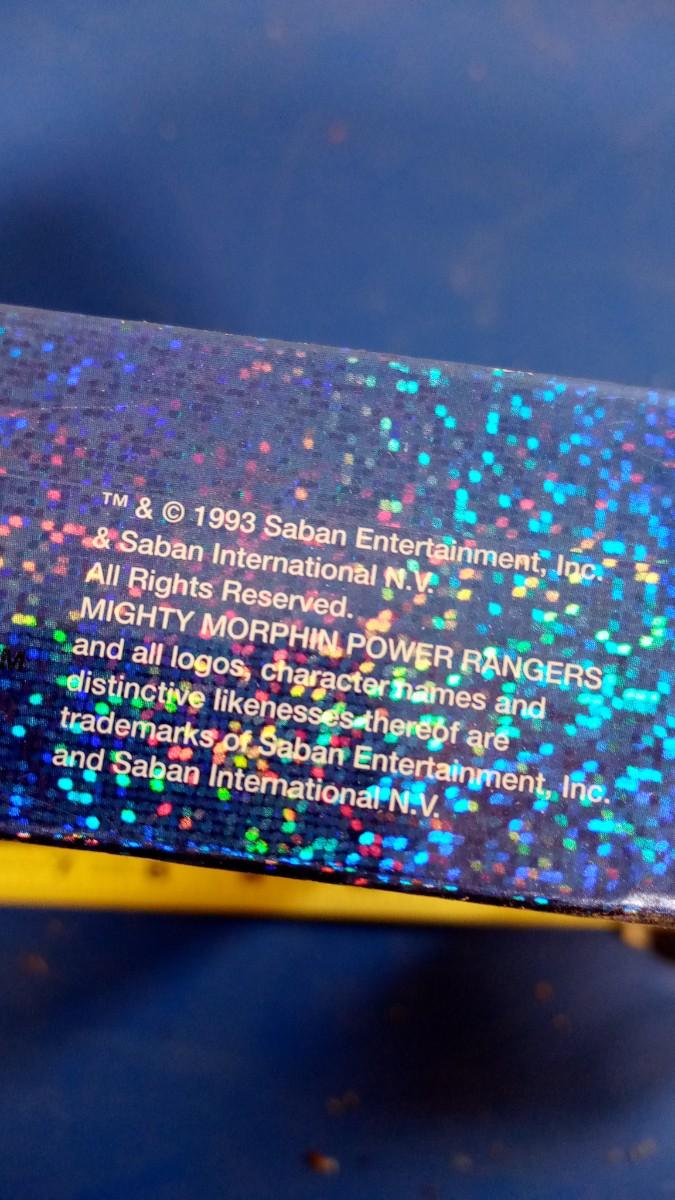 ™ & © 1993 Saban Entertainment, Inc.
& Saban International N.V.
All Rights Reserved.
MIGHTY MORPHIN POWER RANGERS
and all logos, character names and
distinctive likenesses thereof are
trademarks of Saban Entertainment, Inc.
and Saban International N.V.